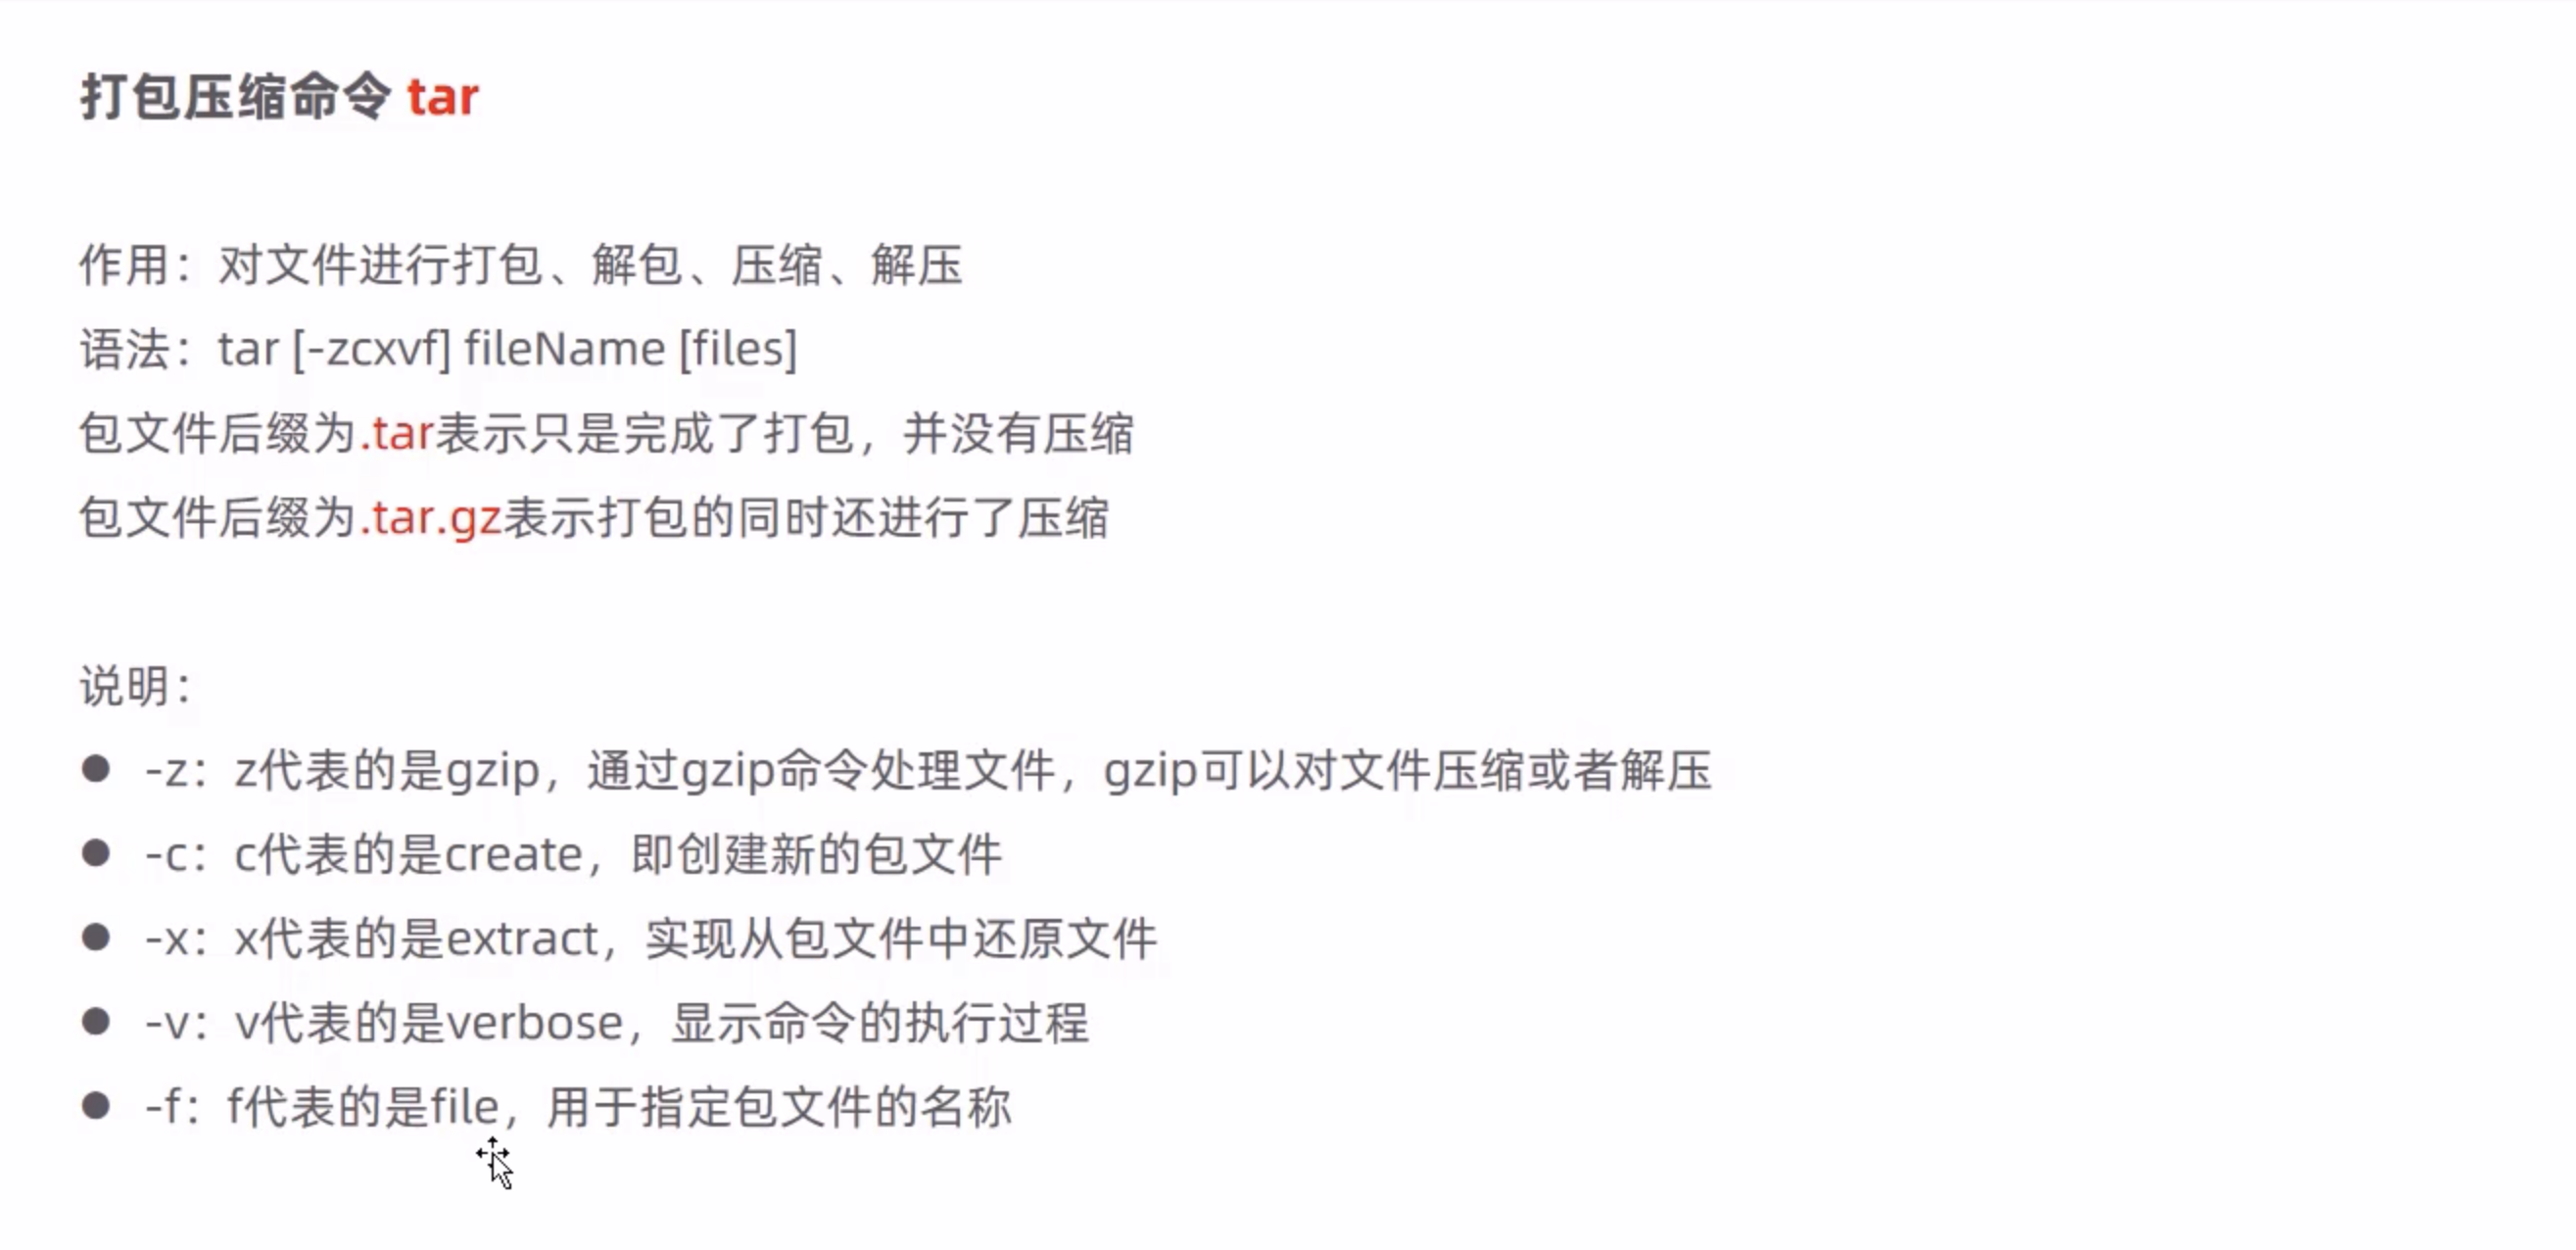 打包压缩命令 tar
作用：对文件进行打包、解包、压缩、解压
语法：tar [-zcxvf] fileName [files]
包文件后缀为.tar表示只是完成了打包，并没有压缩
包文件后缀为.tar.gz表示打包的同时还进行了压缩
说明：
● -z：z代表的是gzip，通过gzip命令处理文件，gzip可以对文件压缩或者解压
● -c：c代表的是create，即创建新的包文件
● -x：x代表的是extract，实现从包文件中还原文件
● -v：v代表的是verbose，显示命令的执行过程
● -f：f代表的是file，用于指定包文件的名称